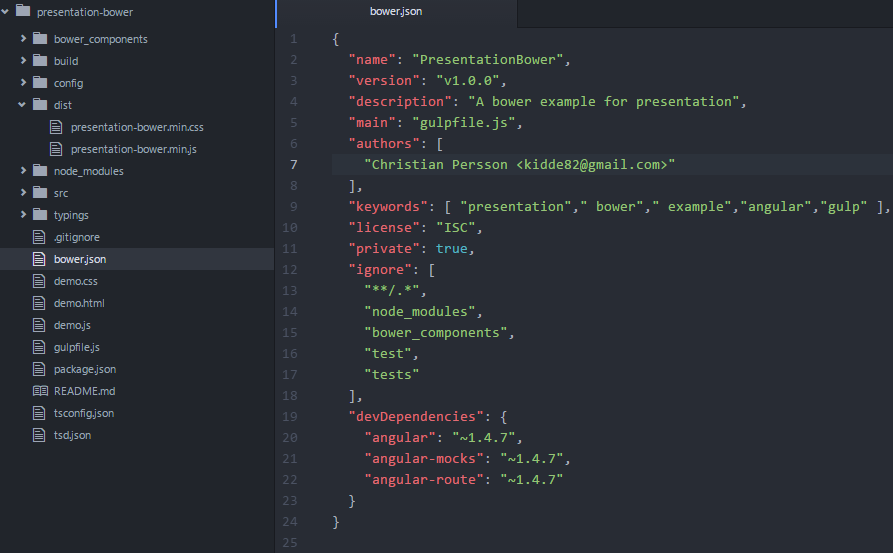 presentation-bower
bower_components
build
config
dist
presentation-bower.min.css
presentation-bower.min.js
node_modules
src
typings
.gitignore
bower.json
demo.css
demo.html
demo.js
gulpfile.js
package.json
README.md
tsconfig.json
tsd.json
bower.json
1 {
2 "name": "PresentationBower",
3 "version": "v1.0.0",
4 "description": "A bower example for presentation",
5 "main": "gulpfile.js",
6 "authors": [
7 "Christian Persson <kidde82@gmail.com>"
8 ],
9 "keywords": [ "presentation"," bower"," example","angular","gulp" ],
10 "license": "ISC",
11 "private": true,
12 "ignore": [
13 "**/.*",
14 "node_modules",
15 "bower_components",
16 "test",
17 "tests"
18 ],
19 "devDependencies": {
20 "angular": "~1.4.7",
21 "angular-mocks": "~1.4.7",
22 "angular-route": "~1.4.7"
23 }
24 }
25